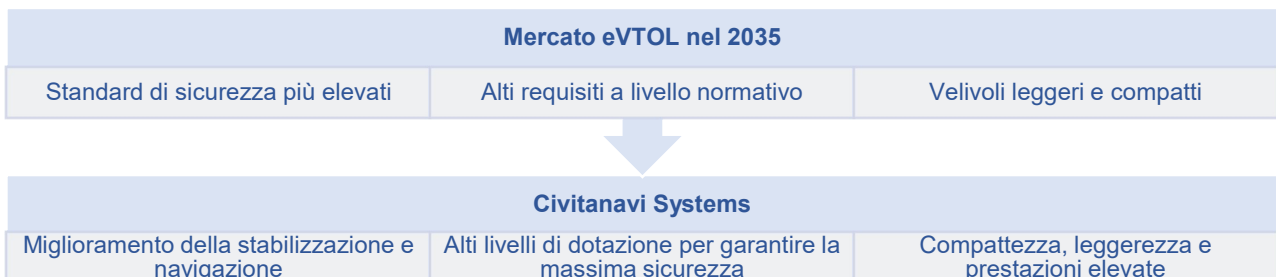 Mercato eVTOL nel 2035
Standard di sicurezza più elevati
Alti requisiti a livello normativo
Velivoli leggeri e compatti
Civitanavi Systems
Miglioramento della stabilizzazione e
navigazione
Alti livelli di dotazione per garantire la
massima sicurezza
Compattezza, leggerezza e
prestazioni elevate